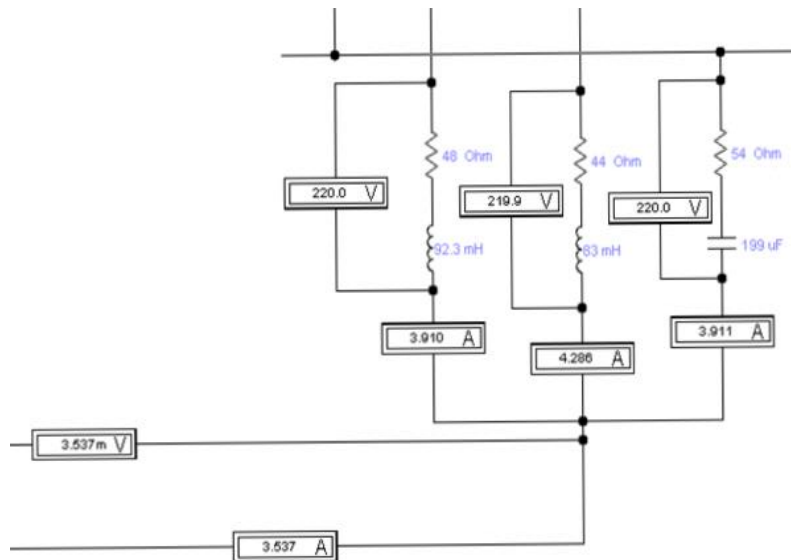 48 Ohm
44 Ohm
54 Ohm
220.0 V
219.9 V
220.0 V
92.3 mH
83 mH
199 uF
3.910 A
4.286 A
3.911 A
3.537m V
3.537 A